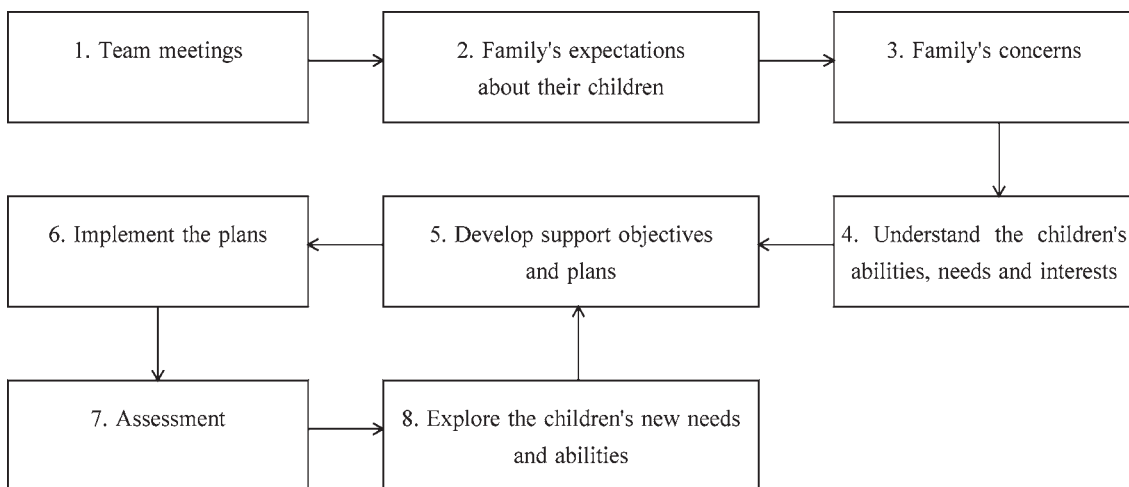 1. Team meetings
2. Family's expectations
about their children
3. Family's concerns
6. Implement the plans
5. Develop support objectives
and plans
4. Understand the children's
abilities, needs and interests
7. Assessment
8. Explore the children's new needs
and abilities